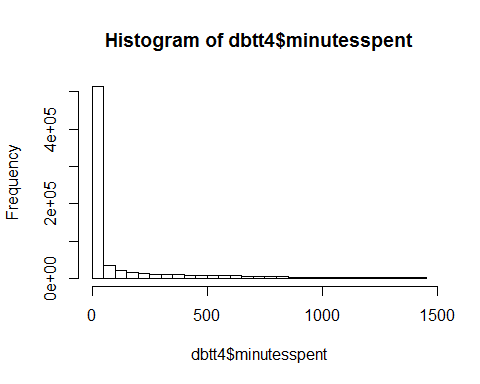 Histogram of dbtt4$minutesspent
Frequency
4e+05
2e+05
0e+00
0 500 1000 1500
dbtt4$minutesspent